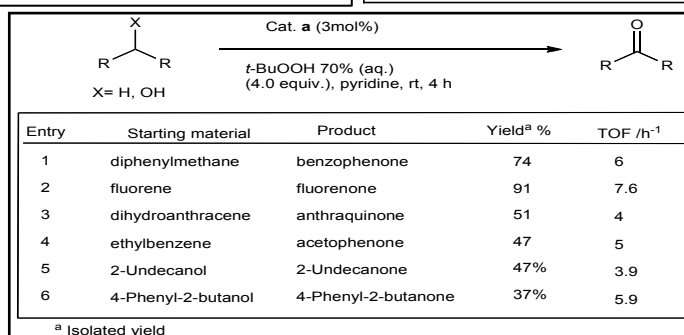 X
R R
X= H, OH
Cat. a (3mol%)
t-BuOOH 70% (aq.)
(4.0 equiv.), pyridine, rt, 4 h
O
R R
Entry Starting material Product Yieldᵃ % TOF /h⁻¹
1 diphenylmethane benzophenone 74 6
2 fluorene fluorenone 91 7.6
3 dihydroanthracene anthraquinone 51 4
4 ethylbenzene acetophenone 47 5
5 2-Undecanol 2-Undecanone 47% 3.9
6 4-Phenyl-2-butanol 4-Phenyl-2-butanone 37% 5.9
ᵃ Isolated yield